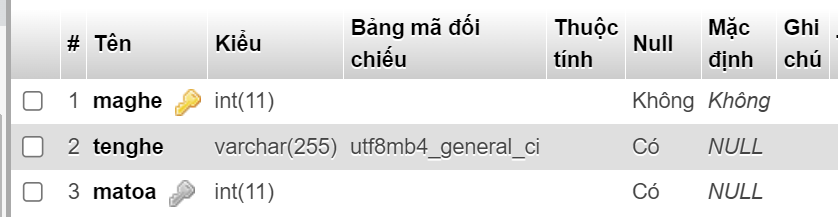 # Tên Kiểu Bảng mã đối chiếu Thuộc tính Null Mặc định Ghi chú
1 maghe int(11) Không Không
2 tenghe varchar(255) utf8mb4_general_ci Có NULL
3 matoa int(11) Có NULL